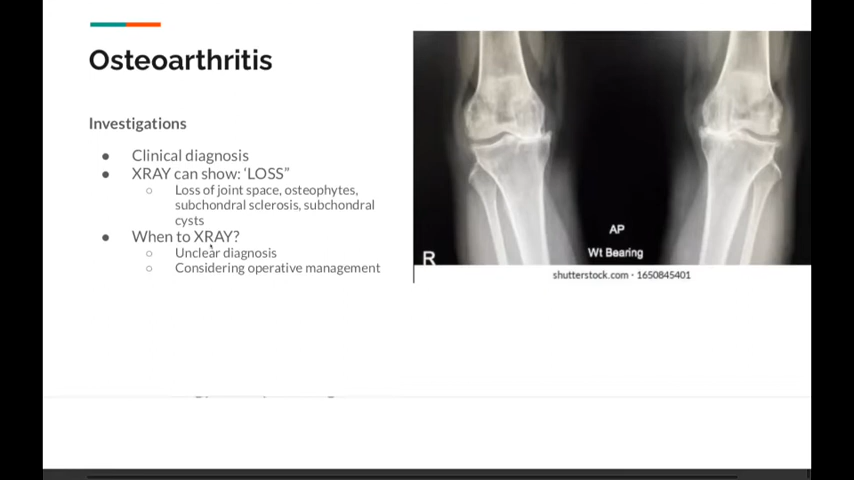 Osteoarthritis
Investigations
● Clinical diagnosis
● XRAY can show: ‘LOSS”
○ Loss of joint space, osteophytes,
subchondral sclerosis, subchondral
cysts
● When to XRAY?
○ Unclear diagnosis
○ Considering operative management
AP
Wt Bearing
R
shutterstock.com · 1650845401